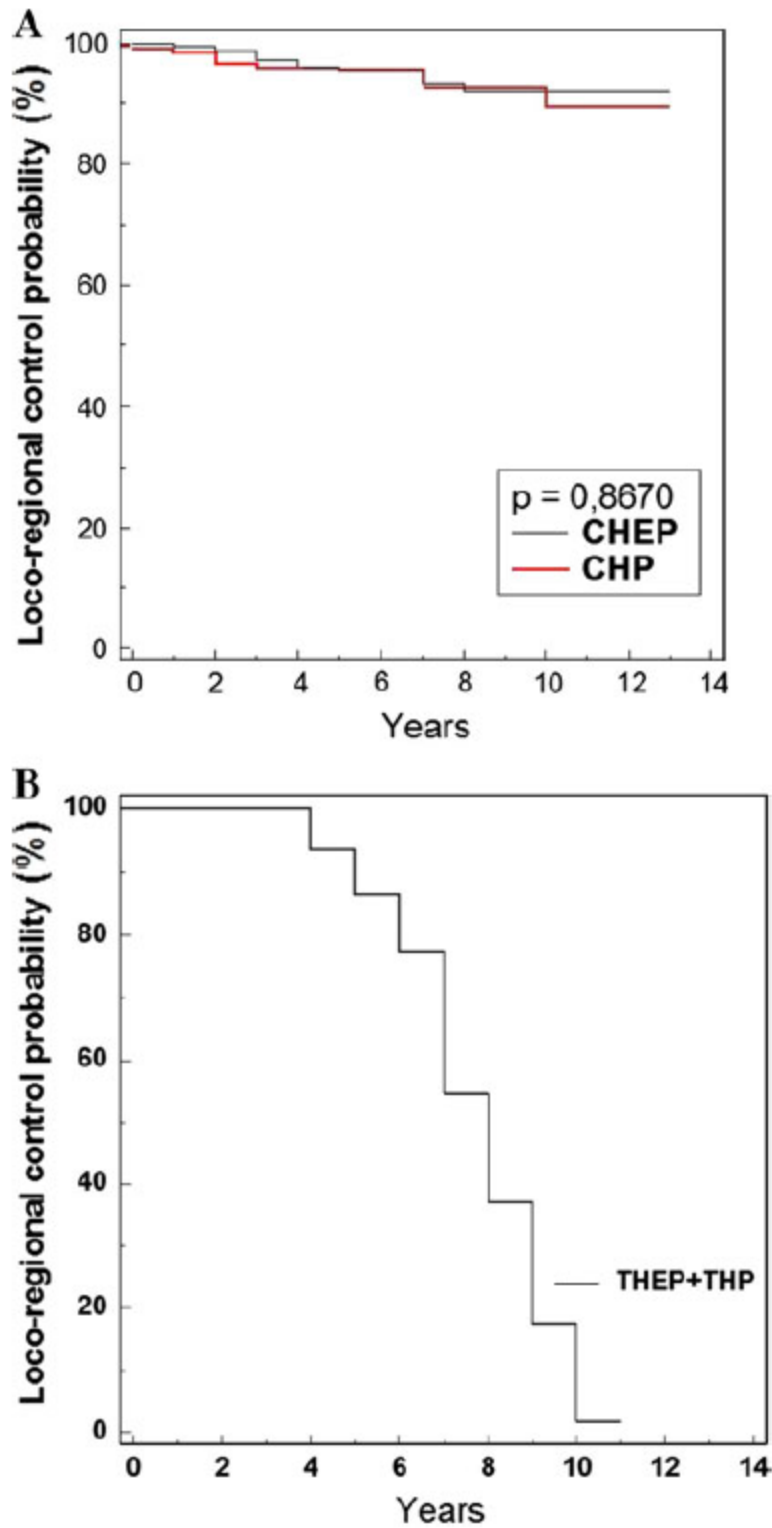 A
Loco-regional control probability (%)
100
80
60
40
20
0
p = 0,8670
CHEP
CHP
0 2 4 6 8 10 12 14
Years
B
Loco-regional control probability (%)
100
80
60
40
20
0
THEP+THP
0 2 4 6 8 10 12 14
Years